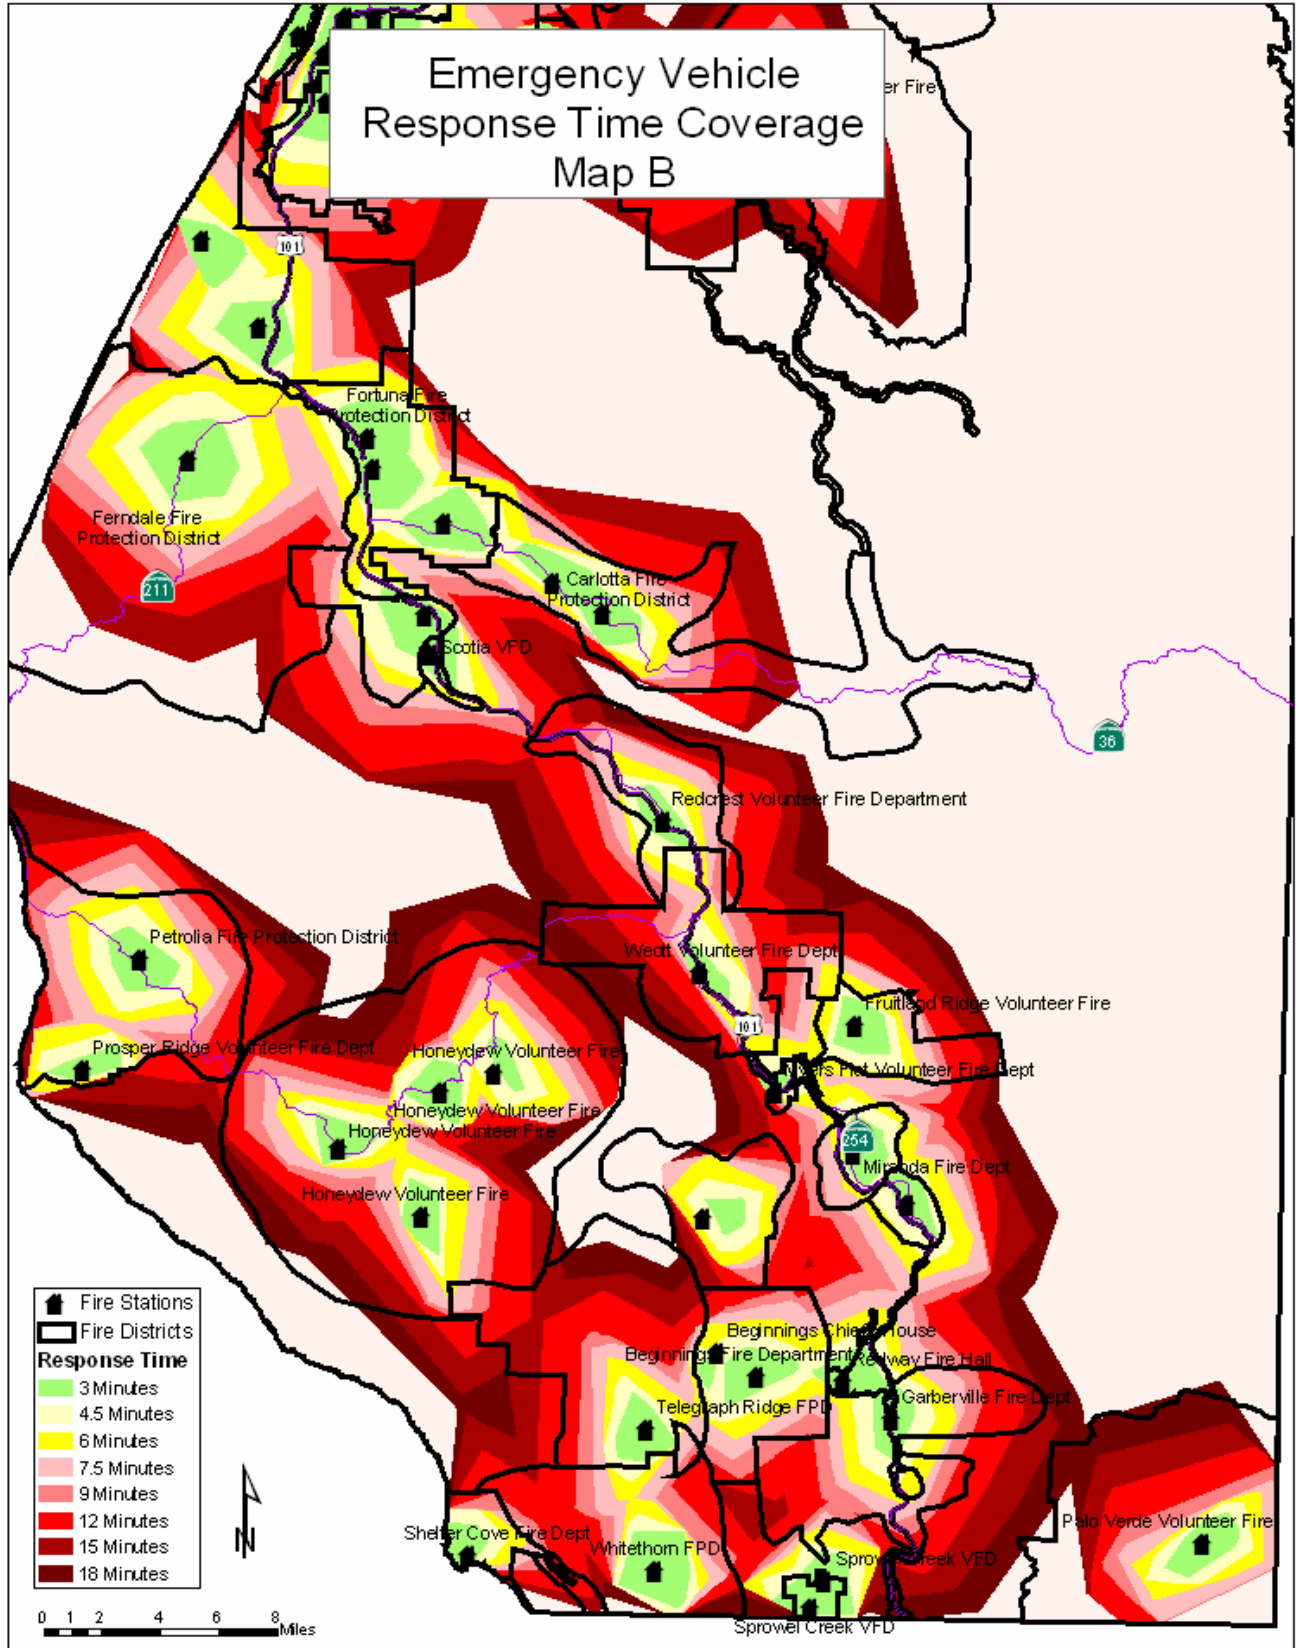 Emergency Vehicle
Response Time Coverage
Map B
er Fire
101
Fortuna Fire
Protection District
Ferndale Fire
Protection District
211
Carlotta Fire
Protection District
Scotia VFD
36
Redcrest Volunteer Fire Department
Petrolia Fire Protection District
Weott Volunteer Fire Dept
Fruitland Ridge Volunteer Fire
101
Prosper Ridge Volunteer Fire Dept
Honeydew Volunteer Fire
Myers Flat Volunteer Fire Dept
Honeydew Volunteer Fire
Honeydew Volunteer Fire
254
Miranda Fire Dept
Honeydew Volunteer Fire
Beginnings Chiefs House
Beginnings Fire Department
Redway Fire Hall
Garberville Fire Dept
Telegraph Ridge FPD
Shelter Cove Fire Dept
Whitethorn FPD
Sprowel Creek VFD
Palo Verde Volunteer Fire
Sprowel Creek VFD
Fire Stations
Fire Districts
Response Time
3 Minutes
4.5 Minutes
6 Minutes
7.5 Minutes
9 Minutes
12 Minutes
15 Minutes
18 Minutes
N
0 1 2 4 6 8
Miles